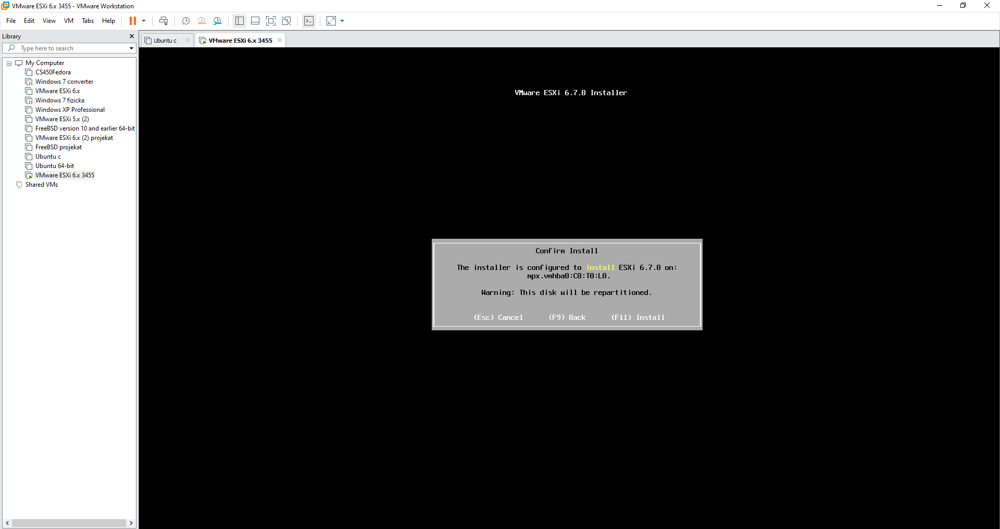 VMware ESXi 6.x 3455 - VMware Workstation
File Edit View VM Tabs Help
Library
Type here to search
My Computer
CS450Fedora
Windows 7 converter
VMware ESXi 6.x
Windows 7 fizicka
Windows XP Professional
VMware ESXi 5.x (2)
FreeBSD version 10 and earlier 64-bit
VMware ESXi 6.x (2) projekat
FreeBSD projekat
Ubuntu c
Ubuntu 64-bit
VMware ESXi 6.x 3455
Shared VMs
Ubuntu c VMware ESXi 6.x 3455
VMware ESXi 6.7.0 Installer
Confirm Install
The installer is configured to install ESXi 6.7.0 on:
mpx.vmhba0:C0:T0:L0.
Warning: This disk will be repartitioned.
(Esc) Cancel (F9) Back (F11) Install